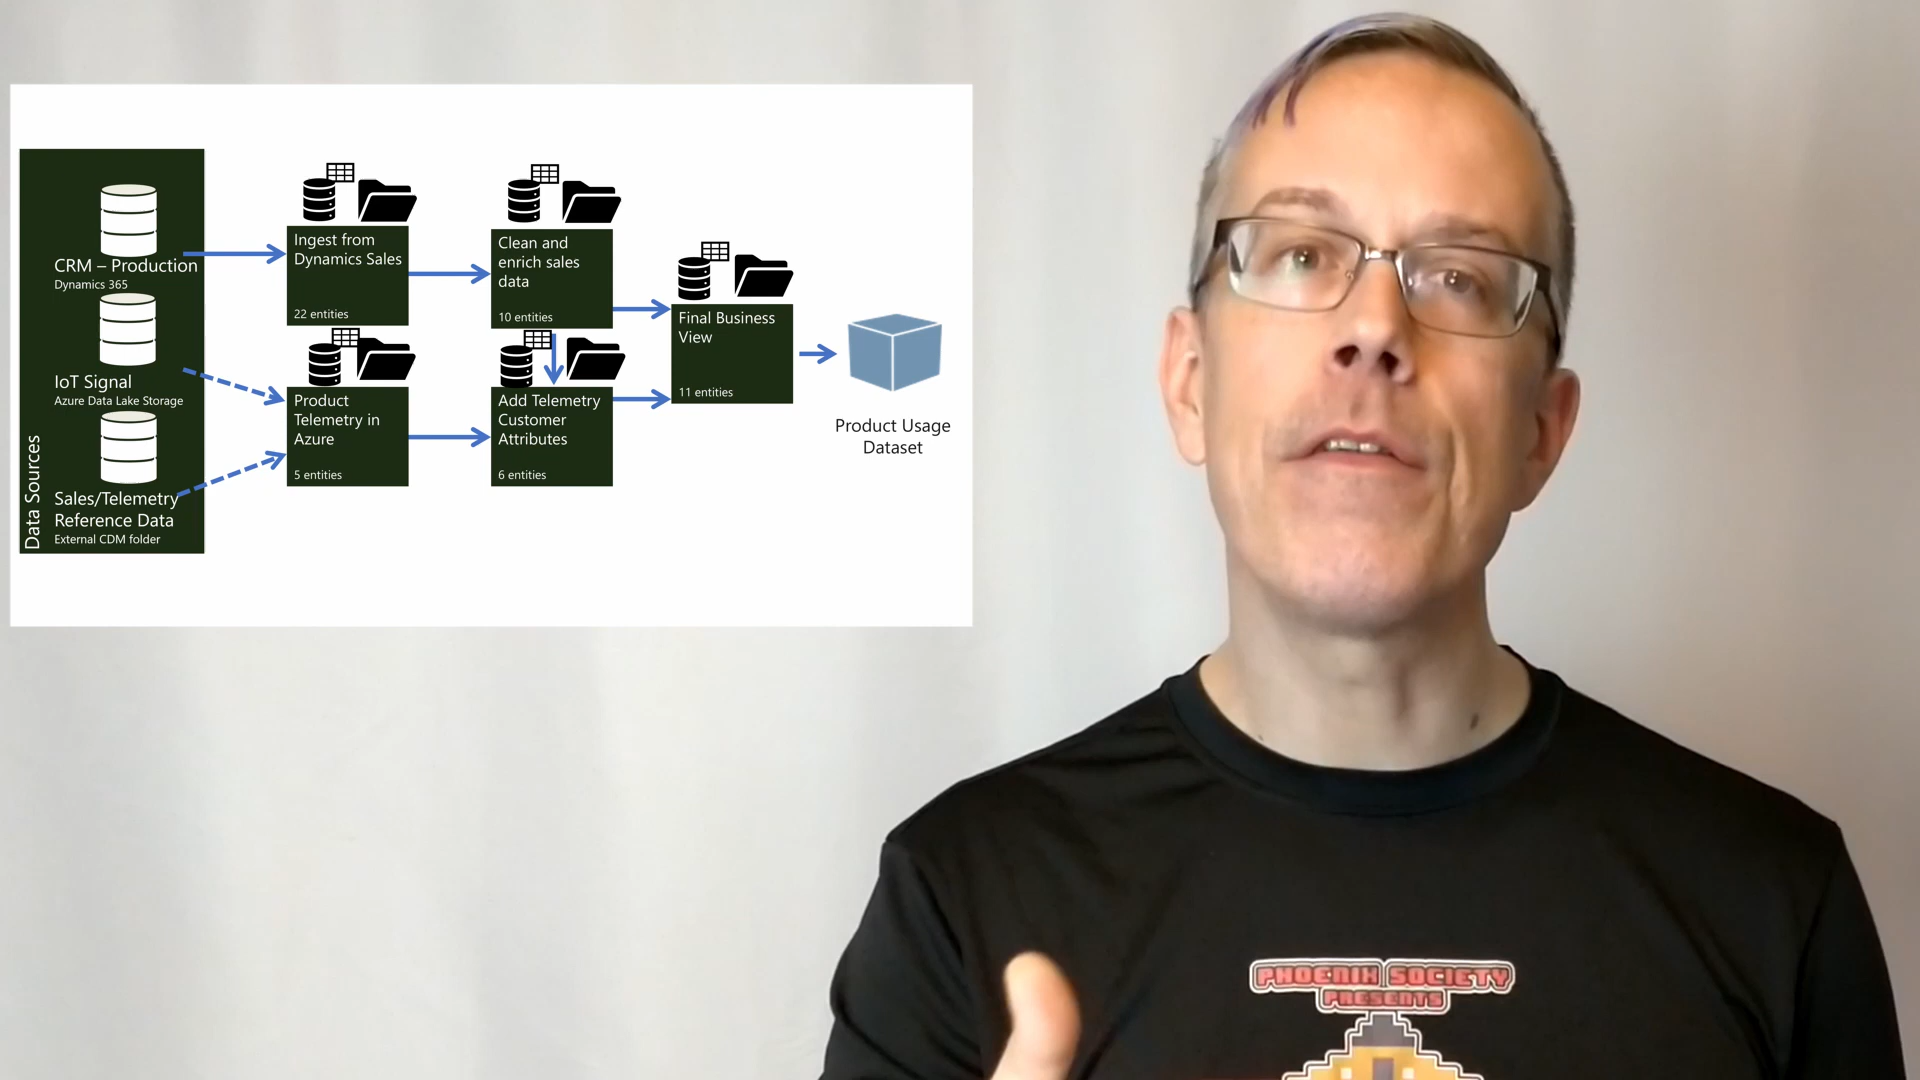 CRM – Production
Dynamics 365
IoT Signal
Azure Data Lake Storage
Sales/Telemetry
Reference Data
External CDM folder
Data Sources
Ingest from
Dynamics Sales
22 entities
Product
Telemetry in
Azure
5 entities
Clean and
enrich sales
data
10 entities
Add Telemetry
Customer
Attributes
6 entities
Final Business
View
11 entities
Product Usage
Dataset
PHOENIX SOCIETY
PRESENTS